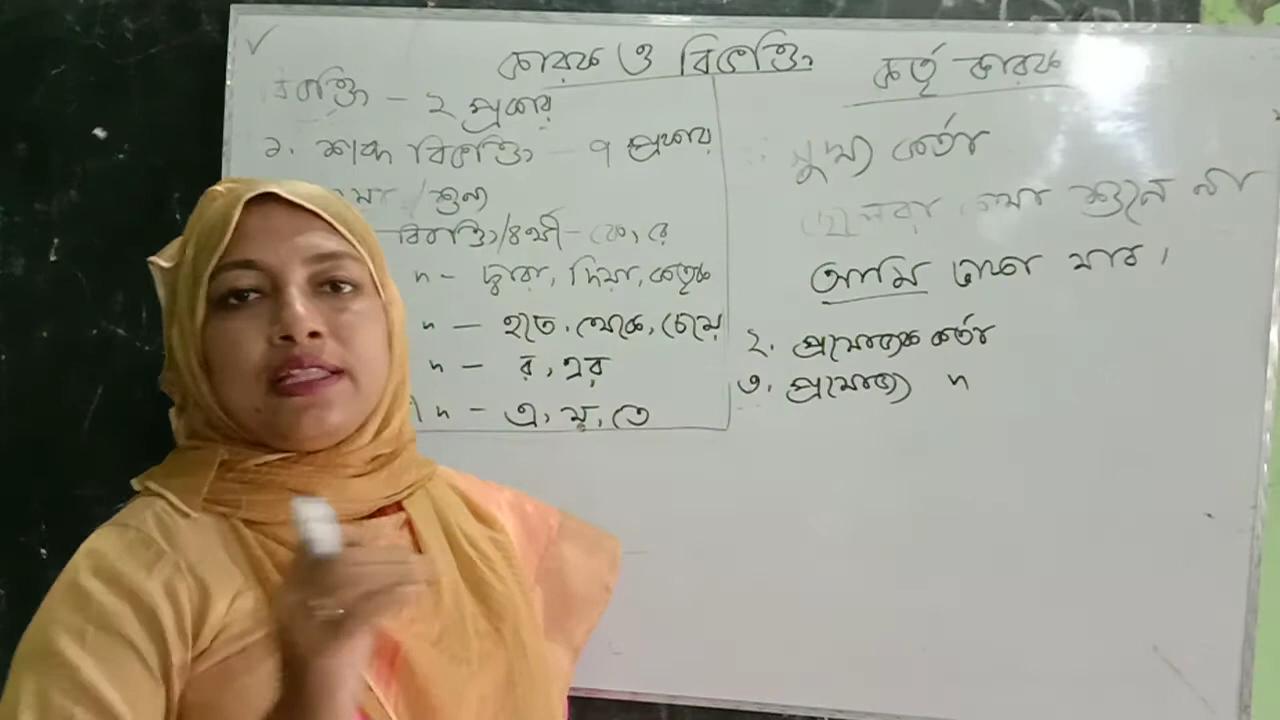 কারক ও বিভক্তি
বিভক্তি - ২ প্রকার
১. শব্দ বিভক্তি - ৭ প্রকার
/শূন্য
/৪র্থী - কে, রে
" - দ্বারা, দিয়া, কর্তৃক
" - হতে, থেকে, চেয়ে
" - র, এর
" - এ, য়, তে
কর্তৃ কারক
মুখ্য কর্তা
ছেলেরা কথা শুনে না
আমি ঢাকা যাব।
২. প্রযোজক কর্তা
৩. প্রযোজ্য "